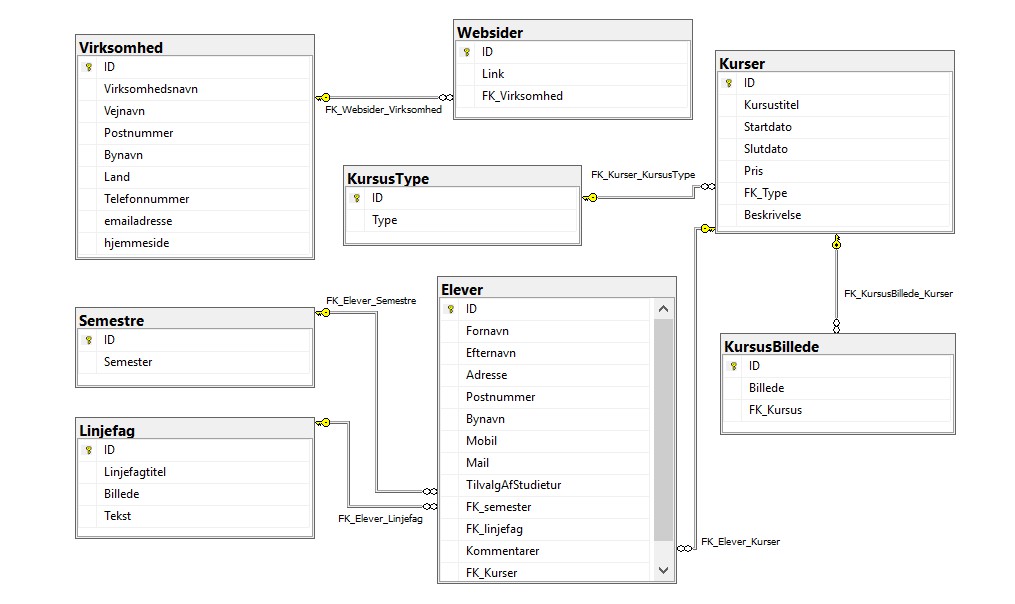 Virksomhed
ID
Virksomhedsnavn
Vejnavn
Postnummer
Bynavn
Land
Telefonnummer
emailadresse
hjemmeside
FK_Websider_Virksomhed
Websider
ID
Link
FK_Virksomhed
Kurser
ID
Kursustitel
Startdato
Slutdato
Pris
FK_Type
Beskrivelse
KursusType
ID
Type
FK_Kurser_KursusType
FK_KursusBillede_Kurser
KursusBillede
ID
Billede
FK_Kursus
Semestre
ID
Semester
FK_Elever_Semestre
Linjefag
ID
Linjefagtitel
Billede
Tekst
FK_Elever_Linjefag
Elever
ID
Fornavn
Efternavn
Adresse
Postnummer
Bynavn
Mobil
Mail
TilvalgAfStudietur
FK_semester
FK_linjefag
Kommentarer
FK_Kurser
FK_Elever_Kurser